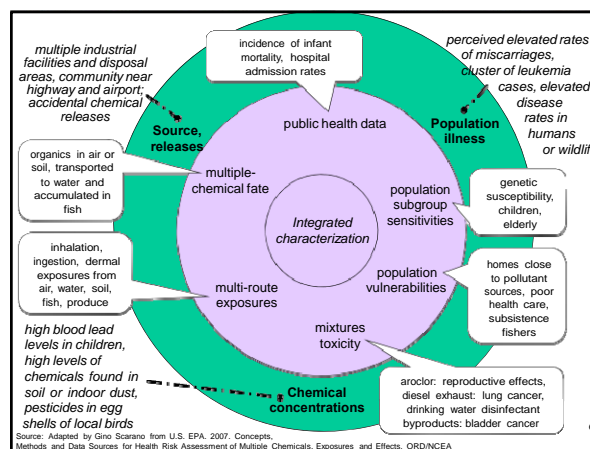 multiple industrial
facilities and disposal
areas, community near
highway and airport;
accidental chemical
releases
incidence of infant
mortality, hospital
admission rates
perceived elevated rates
of miscarriages,
cluster of leukemia
cases, elevated
disease
rates in
humans
or wildlife
Source,
releases
public health data
Population
illness
organics in air or
soil, transported
to water and
accumulated in
fish
multiple-
chemical fate
population
subgroup
sensitivities
genetic
susceptibility,
children,
elderly
Integrated
characterization
inhalation,
ingestion, dermal
exposures from
air, water, soil,
fish, produce
multi-route
exposures
population
vulnerabilities
homes close
to pollutant
sources, poor
health care,
subsistence
fishers
mixtures
toxicity
high blood lead
levels in children,
high levels of
chemicals found in
soil or indoor dust,
pesticides in egg
shells of local birds
Chemical
concentrations
aroclor: reproductive effects,
diesel exhaust: lung cancer,
drinking water disinfectant
byproducts: bladder cancer
Source: Adapted by Gino Scarano from U.S. EPA. 2007. Concepts,
Methods and Data Sources for Health Risk Assessment of Multiple Chemicals, Exposures and Effects. ORD/NCEA